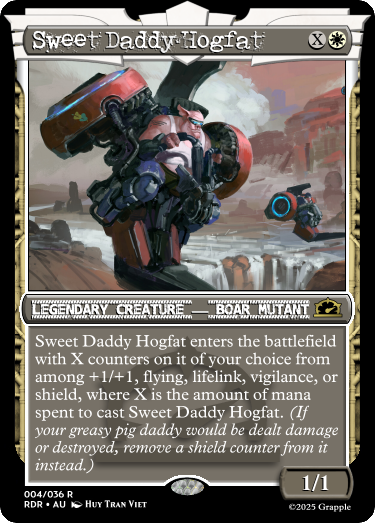 Sweet Daddy Hogfat X
Legendary Creature — Boar Mutant
Sweet Daddy Hogfat enters the battlefield
with X counters on it of your choice from
among +1/+1, flying, lifelink, vigilance, or
shield, where X is the amount of mana
spent to cast Sweet Daddy Hogfat. (If
your greasy pig daddy would be dealt damage
or destroyed, remove a shield counter from it
instead.)
1/1
004/036 R
RDR • AU Huy Tran Viet
©2025 Grapple